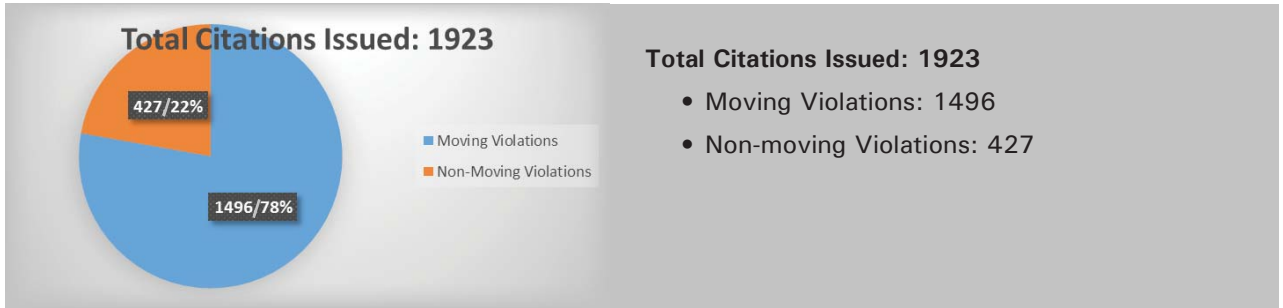 Total Citations Issued: 1923
427/22%
1496/78%
Moving Violations
Non-Moving Violations
Total Citations Issued: 1923
• Moving Violations: 1496
• Non-moving Violations: 427